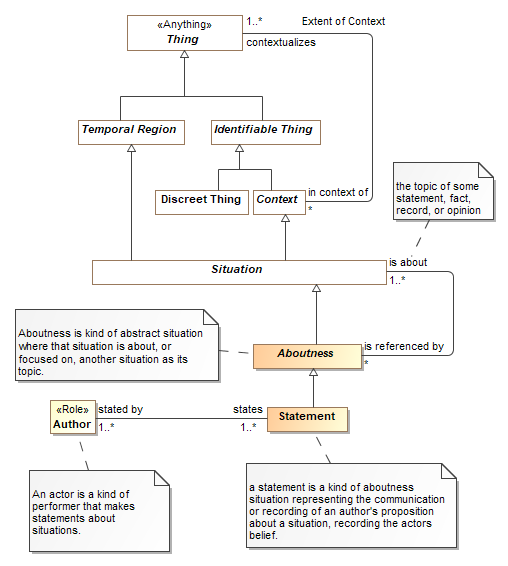 «Anything»
Thing
1..*
Extent of Context
contextualizes
Temporal Region
Identifiable Thing
Discreet Thing
Context
in context of
*
the topic of some
statement, fact,
record, or opinion
Situation
is about
1..*
Aboutness is kind of abstract situation
where that situation is about, or
focused on, another situation as its
topic.
Aboutness
is referenced by
*
«Role»
Author
stated by
1..*
states
1..*
Statement
An actor is a kind of
performer that makes
statements about
situations.
a statement is a kind of aboutness
situation representing the communication
or recording of an author's proposition
about a situation, recording the actors
belief.